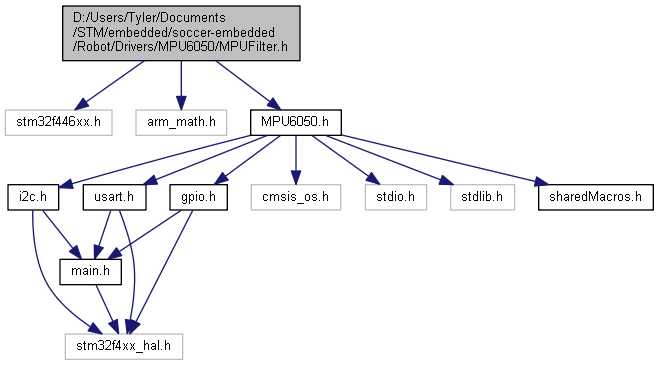 D:/Users/Tyler/Documents
/STM/embedded/soccer-embedded
/Robot/Drivers/MPU6050/MPUFilter.h
stm32f446xx.h
arm_math.h
MPU6050.h
i2c.h
usart.h
gpio.h
cmsis_os.h
stdio.h
stdlib.h
sharedMacros.h
main.h
stm32f4xx_hal.h